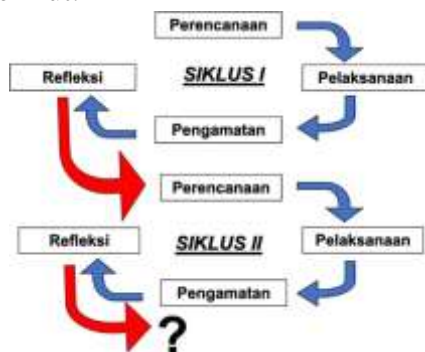 Perencanaan
Refleksi
SIKLUS I
Pelaksanaan
Pengamatan
Perencanaan
Refleksi
SIKLUS II
Pelaksanaan
Pengamatan
?